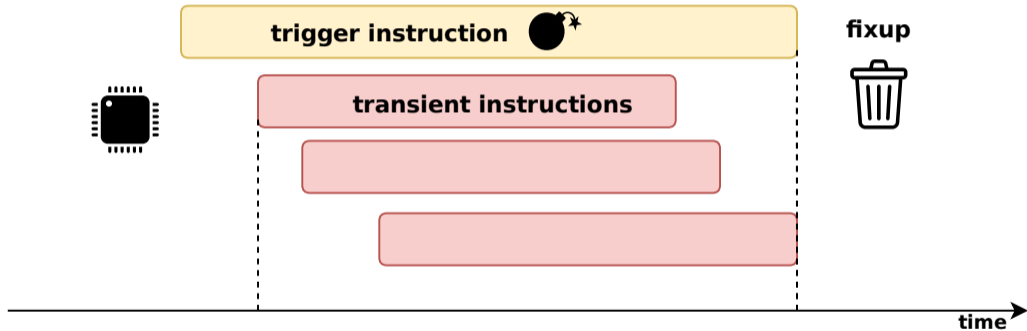 trigger instruction
fixup
transient instructions
time